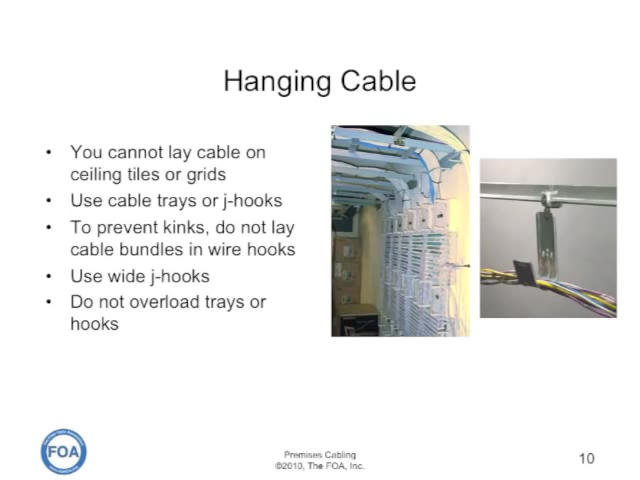 Hanging Cable
• You cannot lay cable on
ceiling tiles or grids
• Use cable trays or j-hooks
• To prevent kinks, do not lay
cable bundles in wire hooks
• Use wide j-hooks
• Do not overload trays or
hooks
FOA
Premises Cabling
©2010, The FOA, Inc.
10